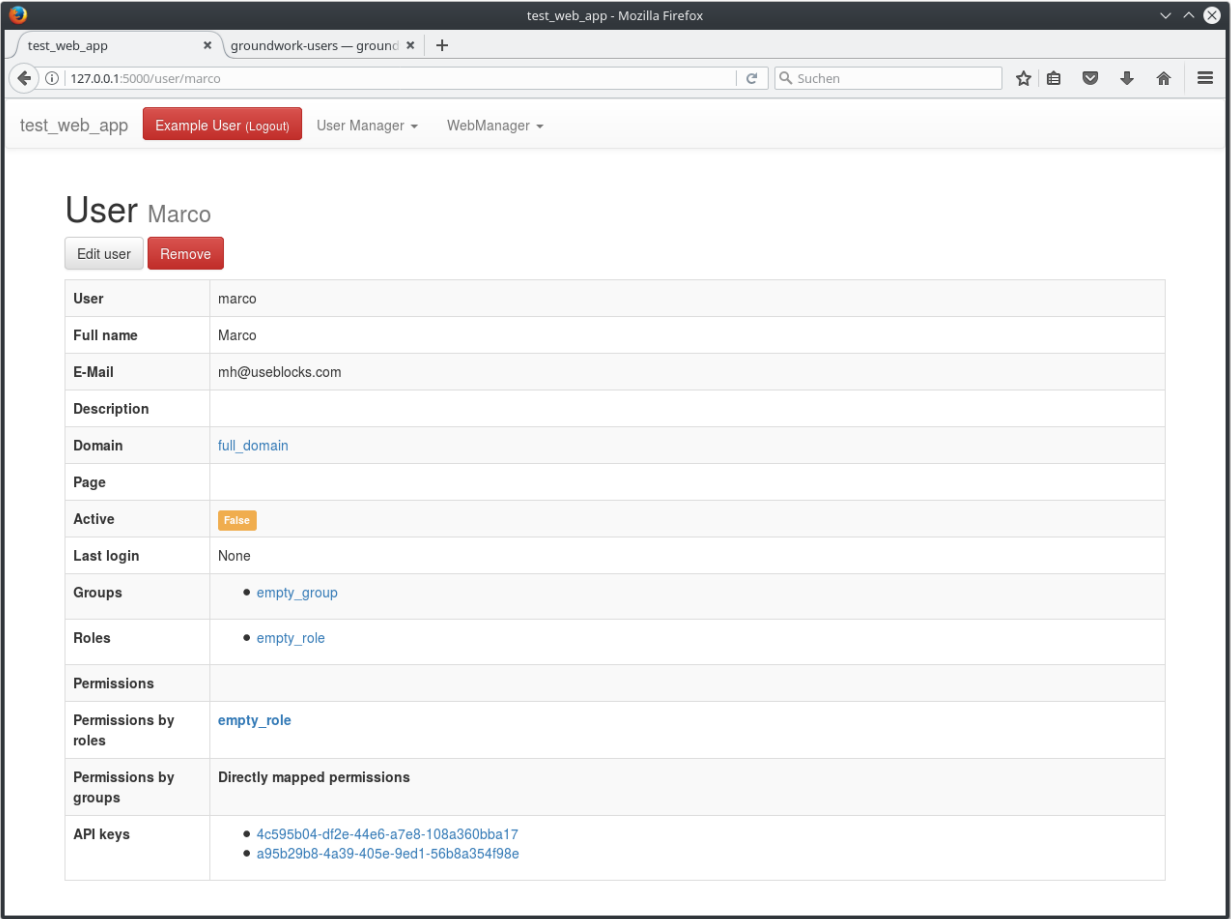 test_web_app - Mozilla Firefox
test_web_app groundwork-users — ground
127.0.0.1:5000/user/marco Suchen
test_web_app Example User (Logout) User Manager WebManager
User Marco
Edit user Remove
User marco
Full name Marco
E-Mail mh@useblocks.com
Description
Domain full_domain
Page
Active False
Last login None
Groups empty_group
Roles empty_role
Permissions
Permissions by empty_role
roles
Permissions by Directly mapped permissions
groups
API keys 4c595b04-df2e-44e6-a7e8-108a360bba17
a95b29b8-4a39-405e-9ed1-56b8a354f98e